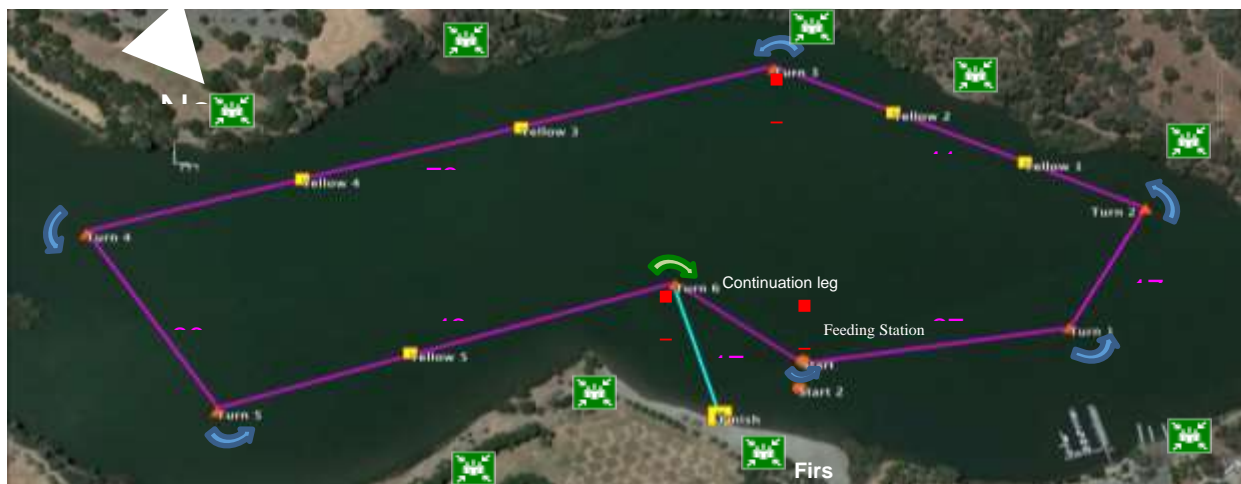 Turn 3
Yellow 3
Yellow 2
Yellow 1
Yellow 4
Turn 2
Turn 4
Turn 6
Continuation leg
Feeding Station
Turn 1
Yellow 5
Start
Start 2
Turn 5
Finish
Firs